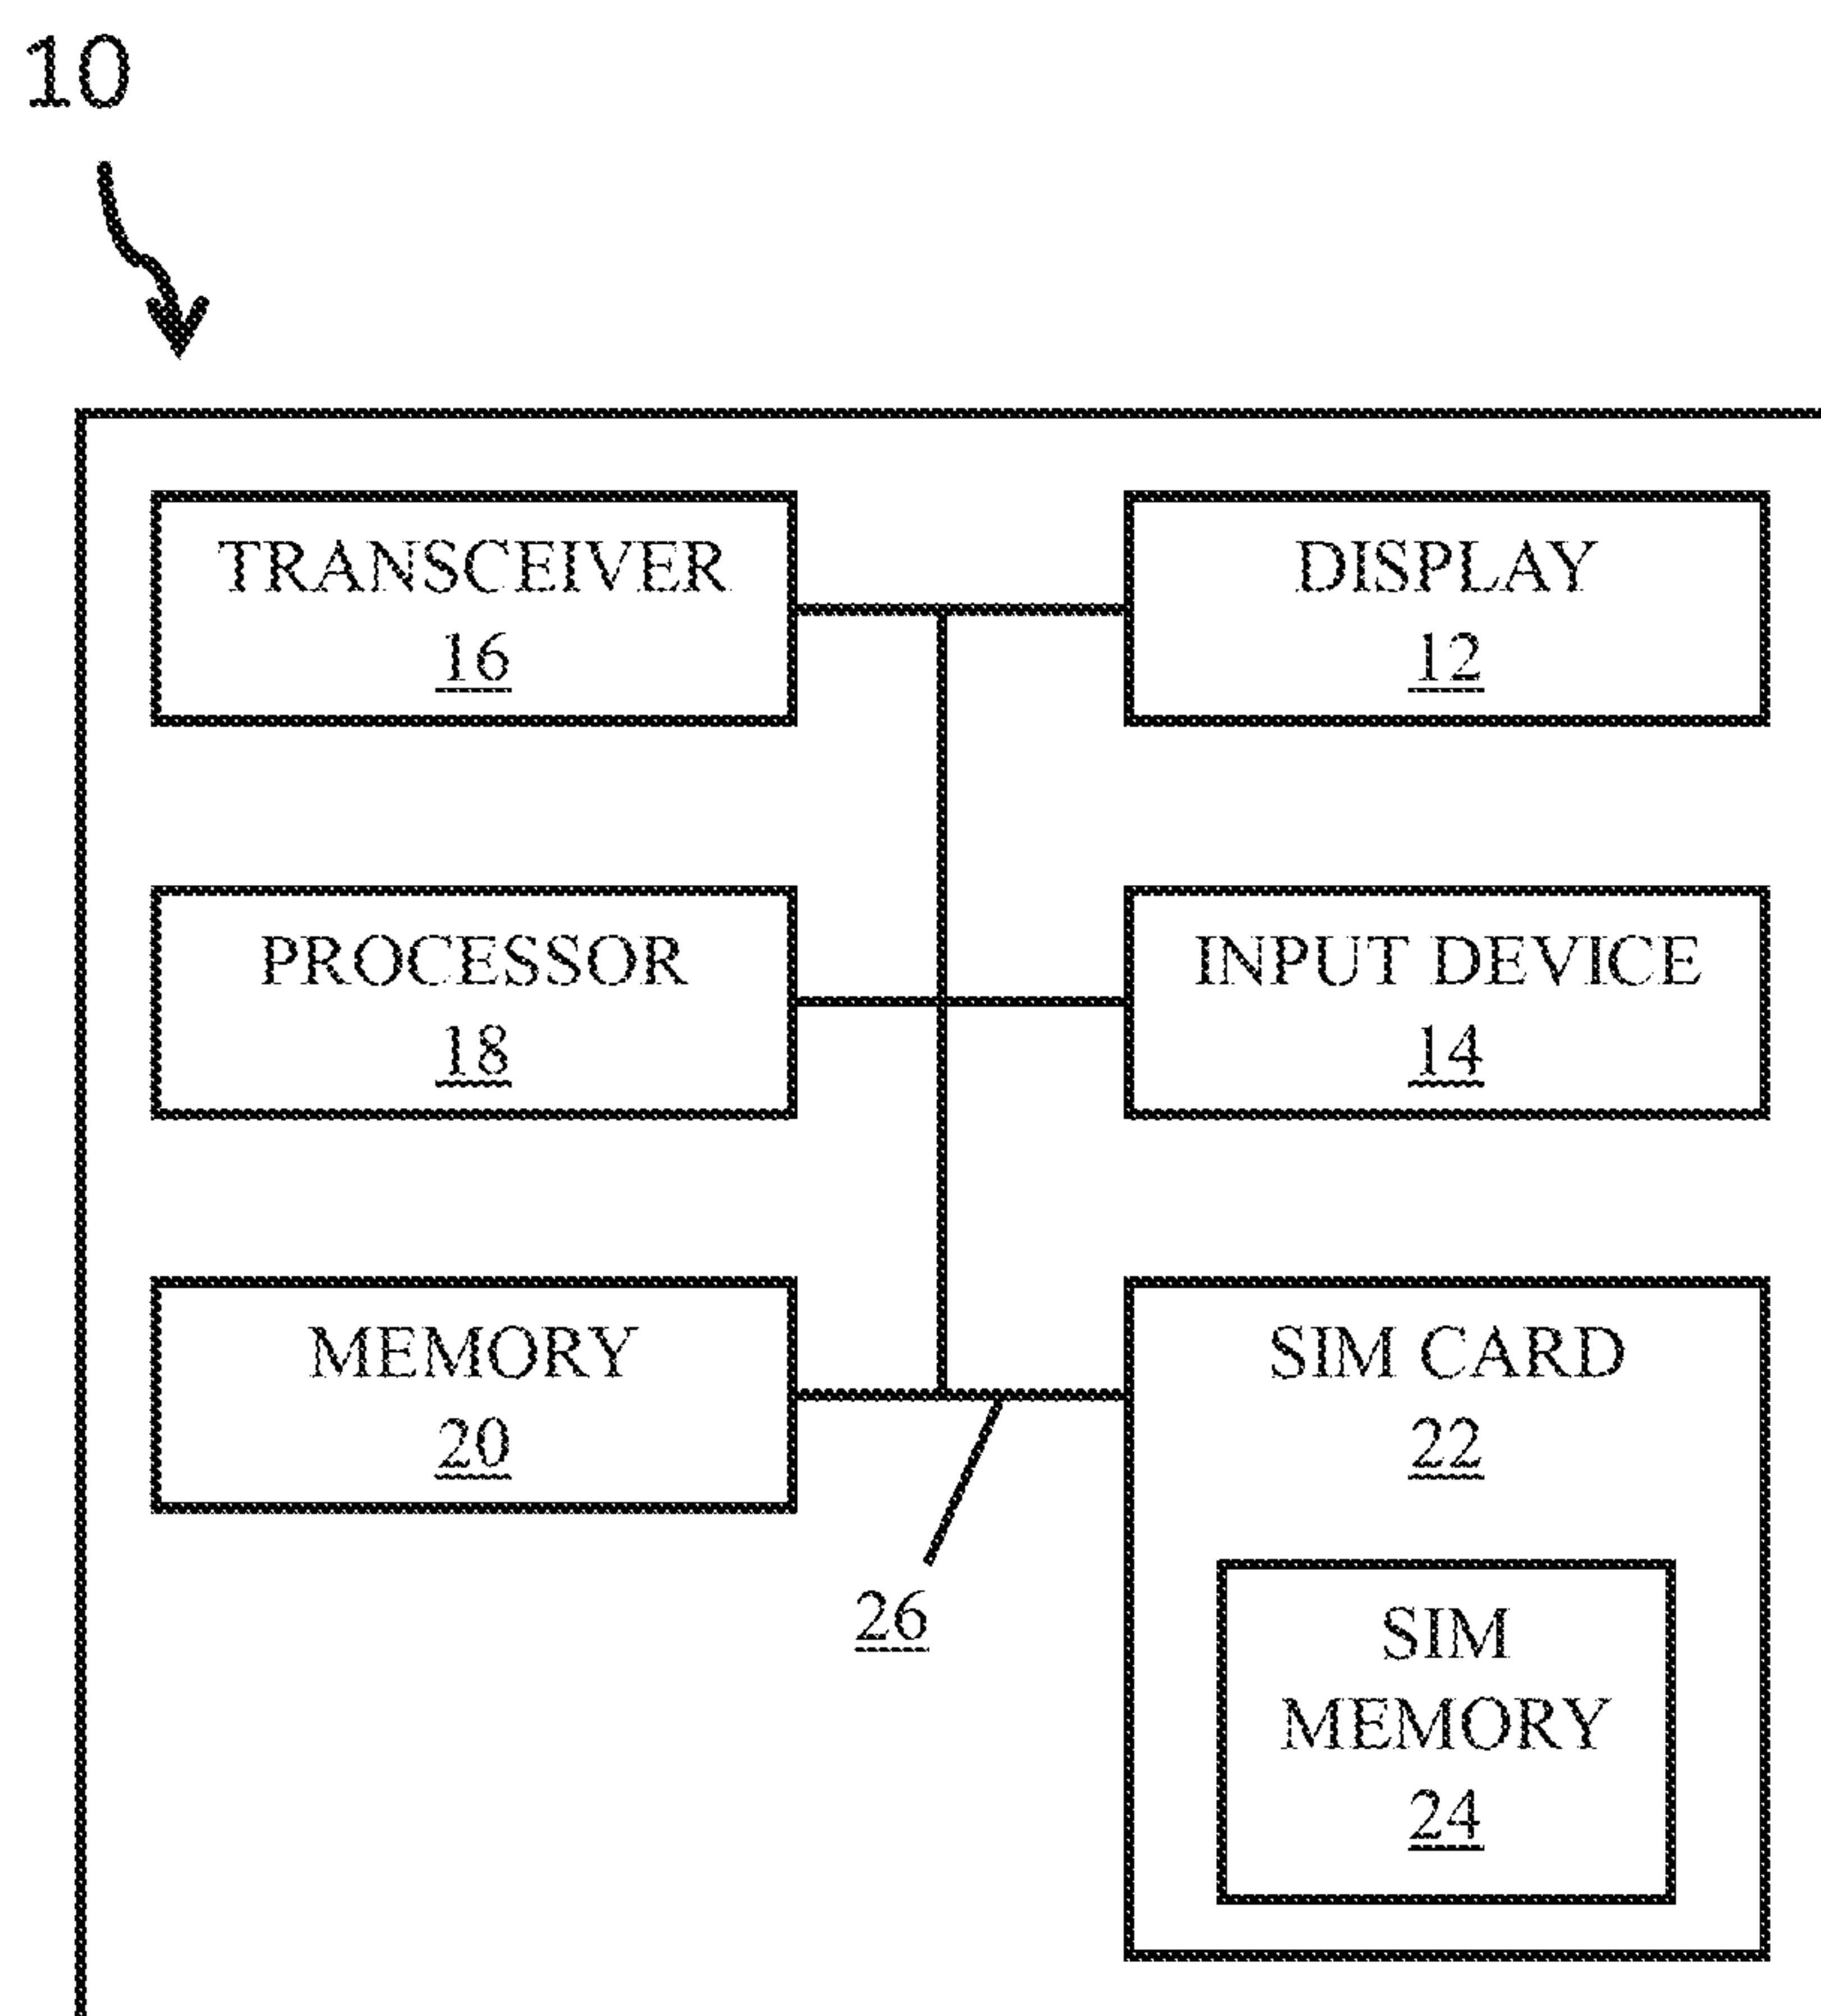 10
TRANSCEIVER
16
DISPLAY
12
PROCESSOR
18
INPUT DEVICE
14
MEMORY
20
SIM CARD
22
26
SIM
MEMORY
24